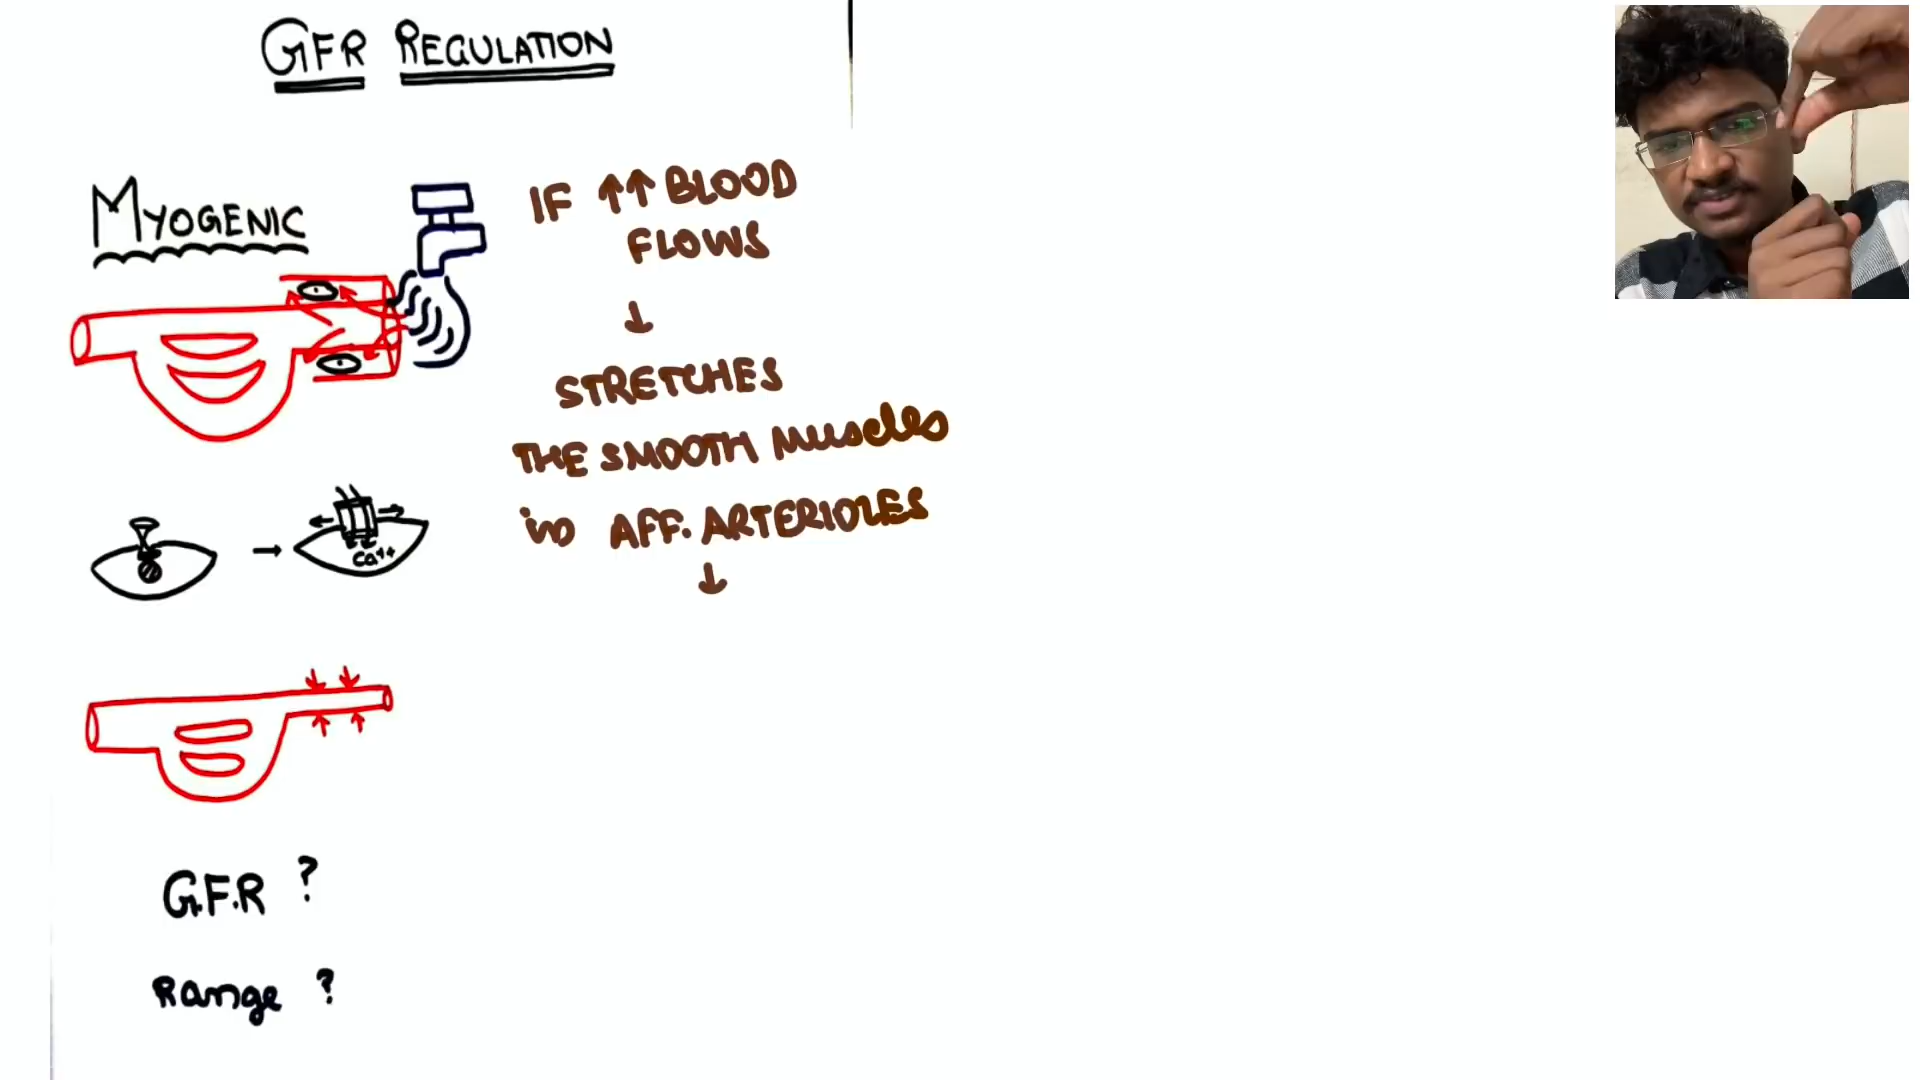 GFR REGULATION
MYOGENIC
IF ↑↑ BLOOD
FLOWS
↓
STRETCHES
THE SMOOTH Muscles
in AFF. ARTERIOLES
↓
→ Ca++
G.F.R ?
Range ?